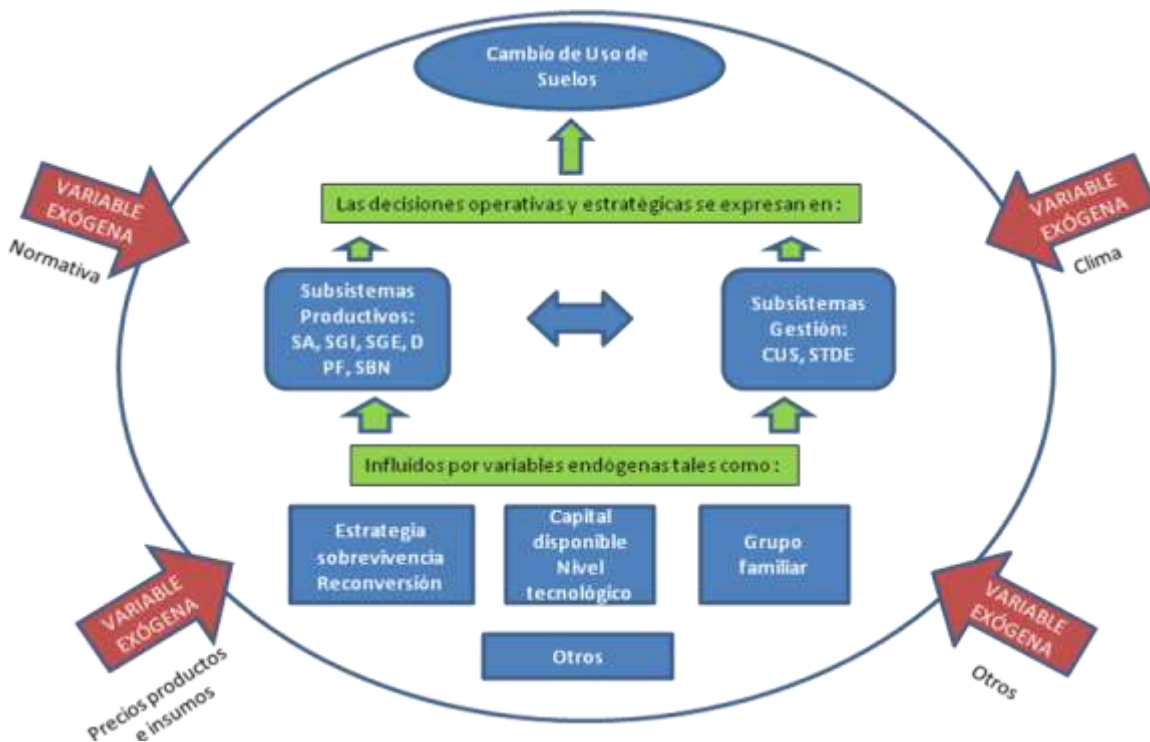 Cambio de Uso de
Suelos
VARIABLE
EXÓGENA
Normativa
VARIABLE
EXÓGENA
Clima
Las decisiones operativas y estratégicas se expresan en :
Subsistemas
Productivos:
SA, SGI, SGE, D
PF, SBN
Subsistemas
Gestión:
CUS, STDE
Influidos por variables endógenas tales como :
Estrategia
sobrevivencia
Reconversión
Capital
disponible
Nivel
tecnológico
Grupo
familiar
Otros
VARIABLE
EXÓGENA
Precios productos
e insumos
VARIABLE
EXÓGENA
Otros